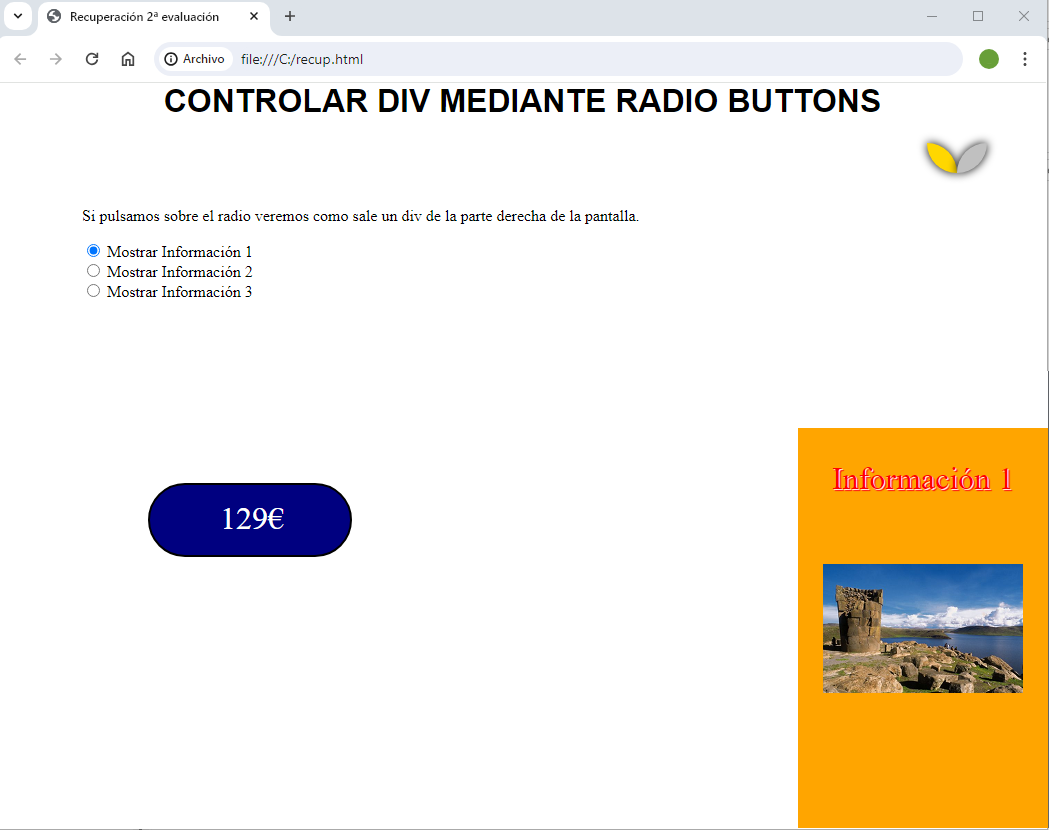 Recuperación 2ª evaluación
Archivo
file:///C:/recup.html
CONTROLAR DIV MEDIANTE RADIO BUTTONS
Si pulsamos sobre el radio veremos como sale un div de la parte derecha de la pantalla.
Mostrar Información 1
Mostrar Información 2
Mostrar Información 3
Información 1
129€